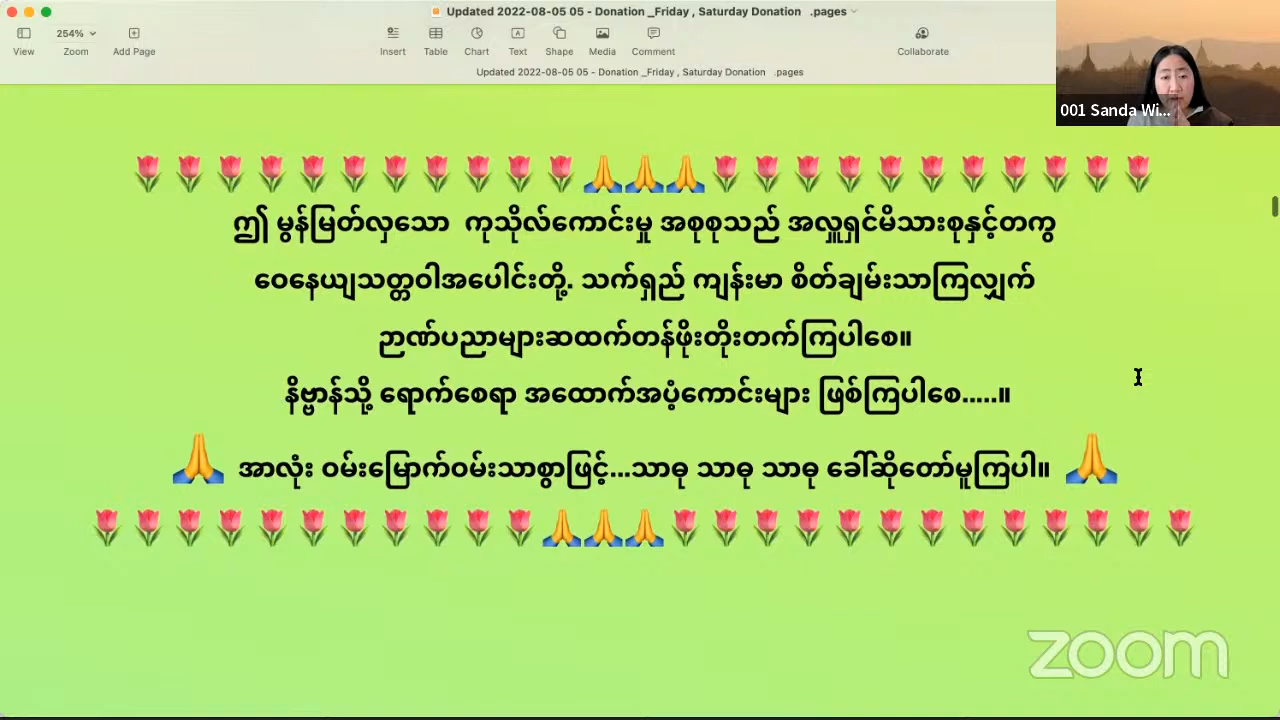 Updated 2022-08-05 05 - Donation _Friday , Saturday Donation .pages
254%
View Zoom Add Page Insert Table Chart Text Shape Media Comment Collaborate
Updated 2022-08-05 05 - Donation _Friday , Saturday Donation .pages
001 Sanda Wi...
ဤ မွန်မြတ်လှသော ကုသိုလ်ကောင်းမှု အစုစုသည် အလှူရှင်မိသားစုနှင့်တကွ
ဝေနေယျသတ္တဝါအပေါင်းတို့. သက်ရှည် ကျန်းမာ စိတ်ချမ်းသာကြလျှက်
ဉာဏ်ပညာများဆထက်တန်ဖိုးတိုးတက်ကြပါစေ။
နိဗ္ဗာန်သို့ ရောက်စေရာ အထောက်အပံ့ကောင်းများ ဖြစ်ကြပါစေ.....။
အာလုံး ဝမ်းမြောက်ဝမ်းသာစွာဖြင့်...သာဓု သာဓု သာဓု ခေါ်ဆိုတော်မူကြပါ။
zoom